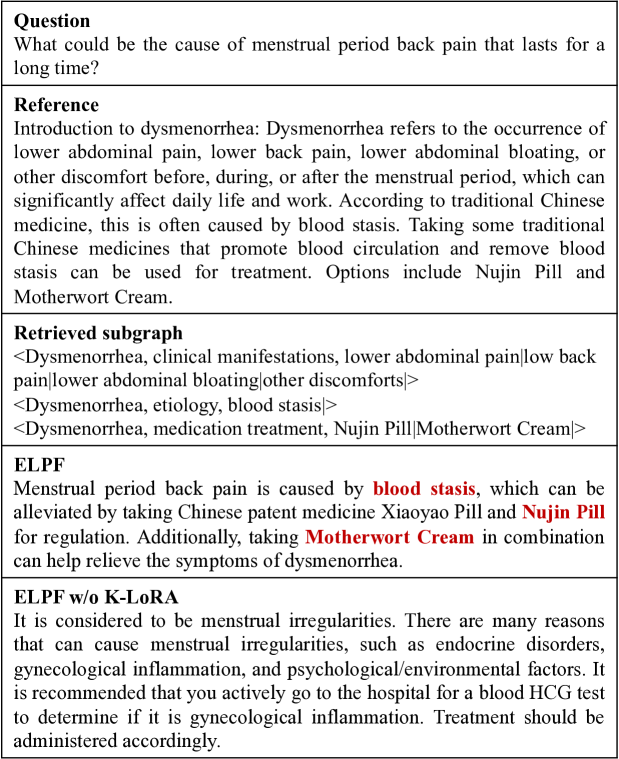 Question
What could be the cause of menstrual period back pain that lasts for a
long time?
Reference
Introduction to dysmenorrhea: Dysmenorrhea refers to the occurrence of
lower abdominal pain, lower back pain, lower abdominal bloating, or
other discomfort before, during, or after the menstrual period, which can
significantly affect daily life and work. According to traditional Chinese
medicine, this is often caused by blood stasis. Taking some traditional
Chinese medicines that promote blood circulation and remove blood
stasis can be used for treatment. Options include Nujin Pill and
Motherwort Cream.
Retrieved subgraph
<Dysmenorrhea, clinical manifestations, lower abdominal pain|low back
pain|lower abdominal bloating|other discomforts|>
<Dysmenorrhea, etiology, blood stasis|>
<Dysmenorrhea, medication treatment, Nujin Pill|Motherwort Cream|>
ELPF
Menstrual period back pain is caused by blood stasis, which can be
alleviated by taking Chinese patent medicine Xiaoyao Pill and Nujin Pill
for regulation. Additionally, taking Motherwort Cream in combination
can help relieve the symptoms of dysmenorrhea.
ELPF w/o K-LoRA
It is considered to be menstrual irregularities. There are many reasons
that can cause menstrual irregularities, such as endocrine disorders,
gynecological inflammation, and psychological/environmental factors. It
is recommended that you actively go to the hospital for a blood HCG test
to determine if it is gynecological inflammation. Treatment should be
administered accordingly.